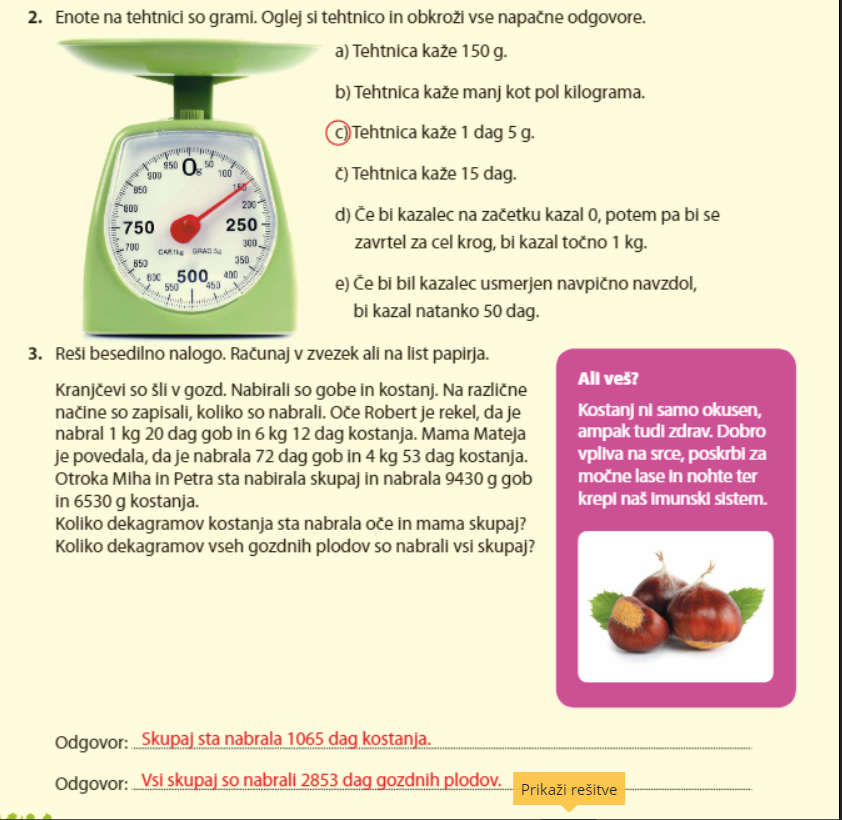 2. Enote na tehtnici so grami. Oglej si tehtnico in obkroži vse napačne odgovore.
a) Tehtnica kaže 150 g.
b) Tehtnica kaže manj kot pol kilograma.
c) Tehtnica kaže 1 dag 5 g.
č) Tehtnica kaže 15 dag.
d) Če bi kazalec na začetku kazal 0, potem pa bi se
zavrtel za cel krog, bi kazal točno 1 kg.
e) Če bi bil kazalec usmerjen navpično navzdol,
bi kazal natanko 50 dag.
950 0g 50
900 100
850 150
800 200
750 250
700 CAP.1kg GRAD.5g 300
650 350
600 500 400
550 450
3. Reši besedilno nalogo. Računaj v zvezek ali na list papirja.
Kranjčevi so šli v gozd. Nabirali so gobe in kostanj. Na različne
načine so zapisali, koliko so nabrali. Oče Robert je rekel, da je
nabral 1 kg 20 dag gob in 6 kg 12 dag kostanja. Mama Mateja
je povedala, da je nabrala 72 dag gob in 4 kg 53 dag kostanja.
Otroka Miha in Petra sta nabirala skupaj in nabrala 9430 g gob
in 6530 g kostanja.
Koliko dekagramov kostanja sta nabrala oče in mama skupaj?
Koliko dekagramov vseh gozdnih plodov so nabrali vsi skupaj?
Ali veš?
Kostanj ni samo okusen,
ampak tudi zdrav. Dobro
vpliva na srce, poskrbi za
močne lase in nohte ter
krepi naš imunski sistem.
Odgovor: Skupaj sta nabrala 1065 dag kostanja.
Odgovor: Vsi skupaj so nabrali 2853 dag gozdnih plodov.
Prikaži rešitve